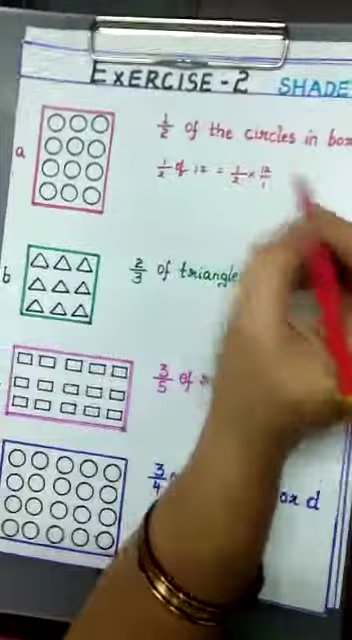 EXERCISE-2 SHADE
a
1/2 of the circles in box
1/2 of 12 = 1/2 × 12/1
b
2/3 of triangle
3/5 of
3/4
box d